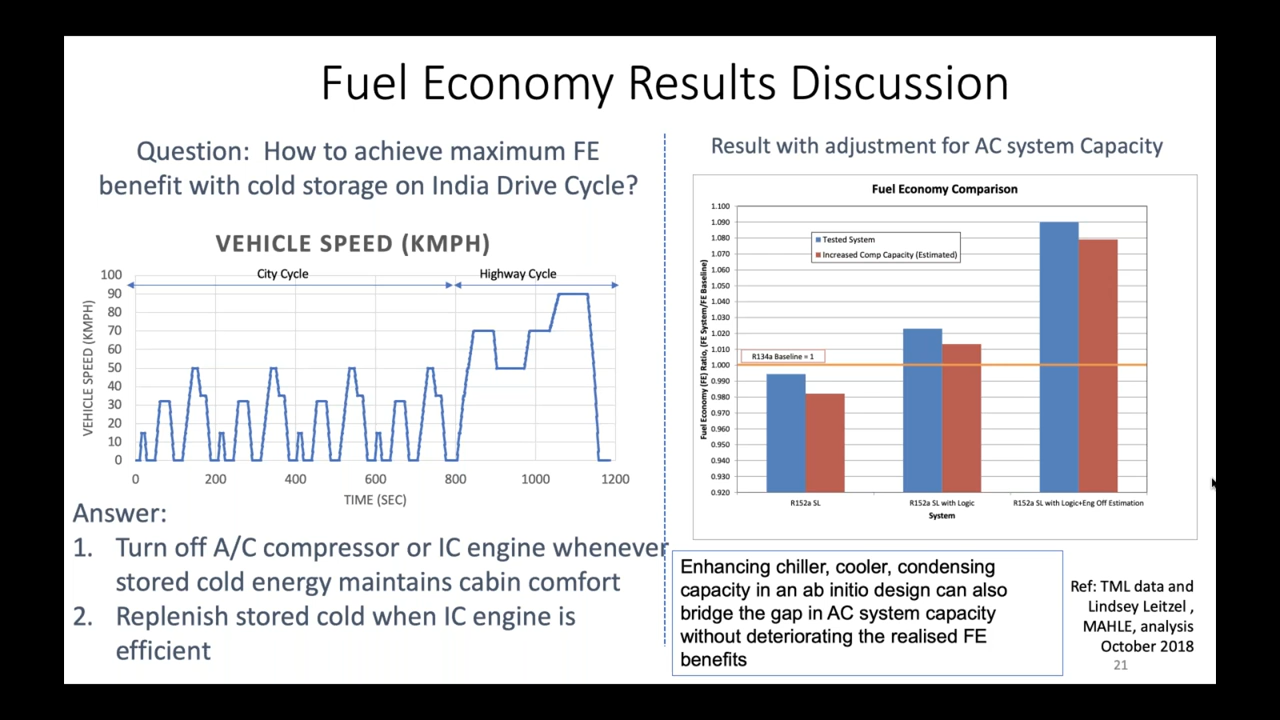 Fuel Economy Results Discussion
Question: How to achieve maximum FE
benefit with cold storage on India Drive Cycle?
VEHICLE SPEED (KMPH)
City Cycle
Highway Cycle
VEHICLE SPEED (KMPH)
100
90
80
70
60
50
40
30
20
10
0
0
200
400
600
800
1000
1200
TIME (SEC)
Answer:
1. Turn off A/C compressor or IC engine whenever
stored cold energy maintains cabin comfort
2. Replenish stored cold when IC engine is
efficient
Result with adjustment for AC system Capacity
Fuel Economy Comparison
Fuel Economy (FE) Ratio, (FE System/FE Baseline)
1.100
1.090
1.080
1.070
1.060
1.050
1.040
1.030
1.020
1.010
1.000
0.990
0.980
0.970
0.960
0.950
0.940
0.930
0.920
Tested System
Increased Comp Capacity (Estimated)
R134a Baseline = 1
R152a SL
R152a SL with Logic
R152a SL with Logic+Eng Off Estimation
System
Enhancing chiller, cooler, condensing
capacity in an ab initio design can also
bridge the gap in AC system capacity
without deteriorating the realised FE
benefits
Ref: TML data and
Lindsey Leitzel ,
MAHLE, analysis
October 2018
21